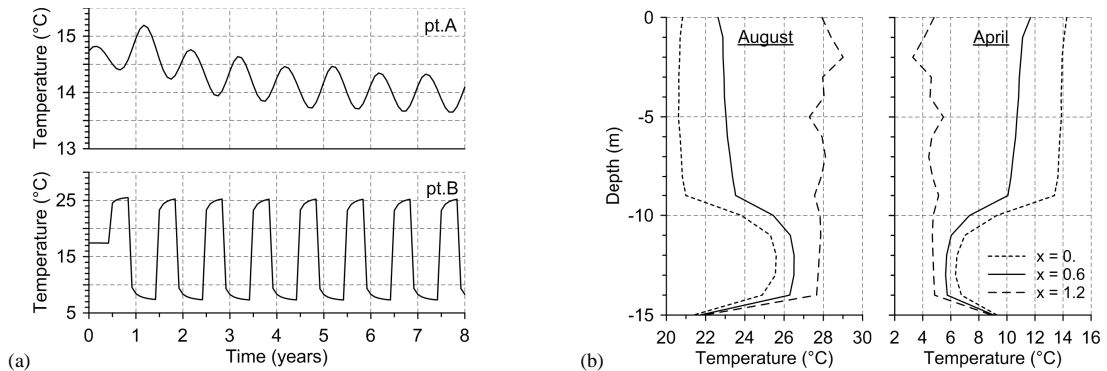 pt.A
Temperature (°C)
15
14
13
pt.B
Temperature (°C)
25
15
5
0 1 2 3 4 5 6 7 8
Time (years)
(a)
August
April
Depth (m)
0
-5
-10
-15
x = 0.
x = 0.6
x = 1.2
20 22 24 26 28 30
2 4 6 8 10 12 14 16
Temperature (°C)
Temperature (°C)
(b)